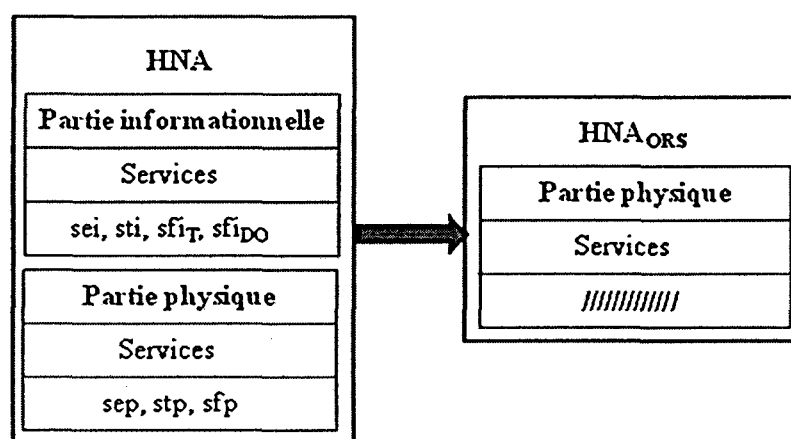 HNA
Partie informationnelle
Services
sei, sti, sfiT, sfiDO
Partie physique
Services
sep, stp, sfp
HNAORS
Partie physique
Services
/////////////